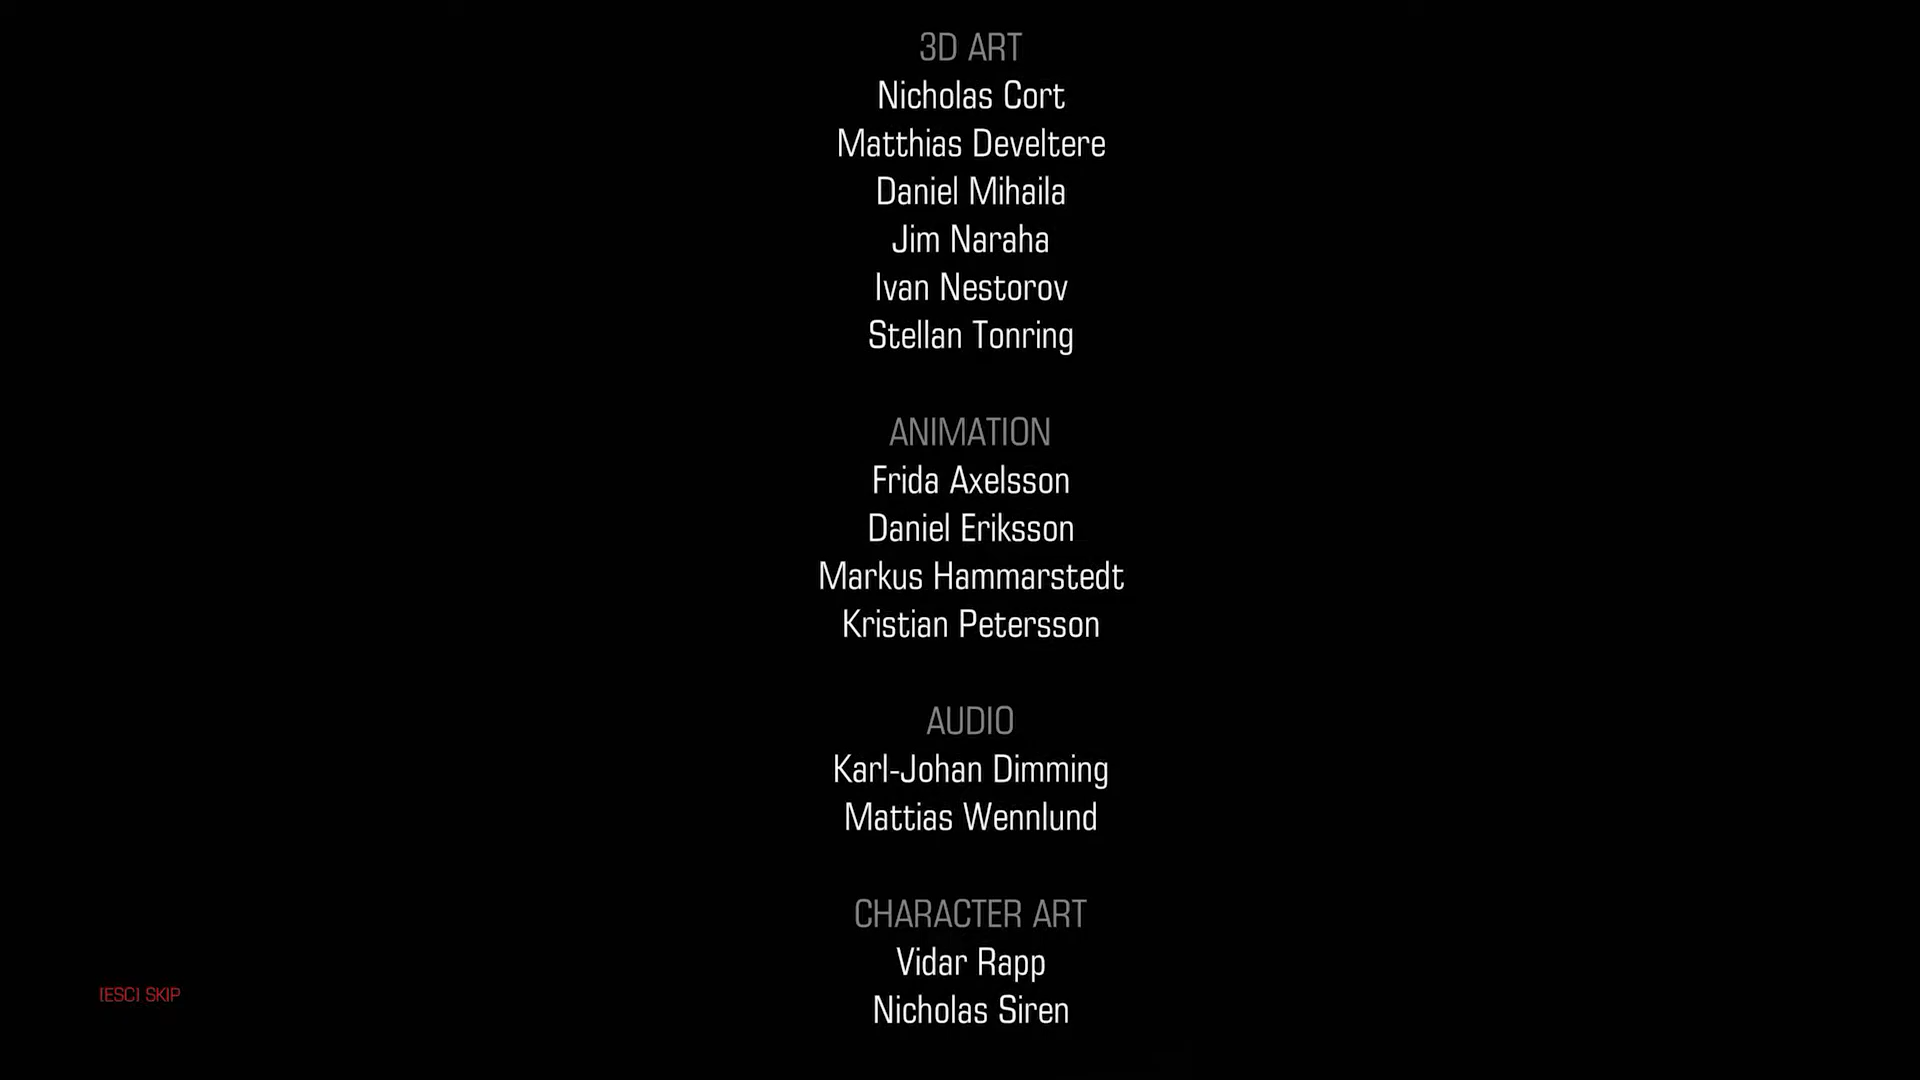 3D ART
Nicholas Cort
Matthias Develtere
Daniel Mihaila
Jim Naraha
Ivan Nestorov
Stellan Tonring
ANIMATION
Frida Axelsson
Daniel Eriksson
Markus Hammarstedt
Kristian Petersson
AUDIO
Karl-Johan Dimming
Mattias Wennlund
CHARACTER ART
Vidar Rapp
Nicholas Siren
[ESC] SKIP